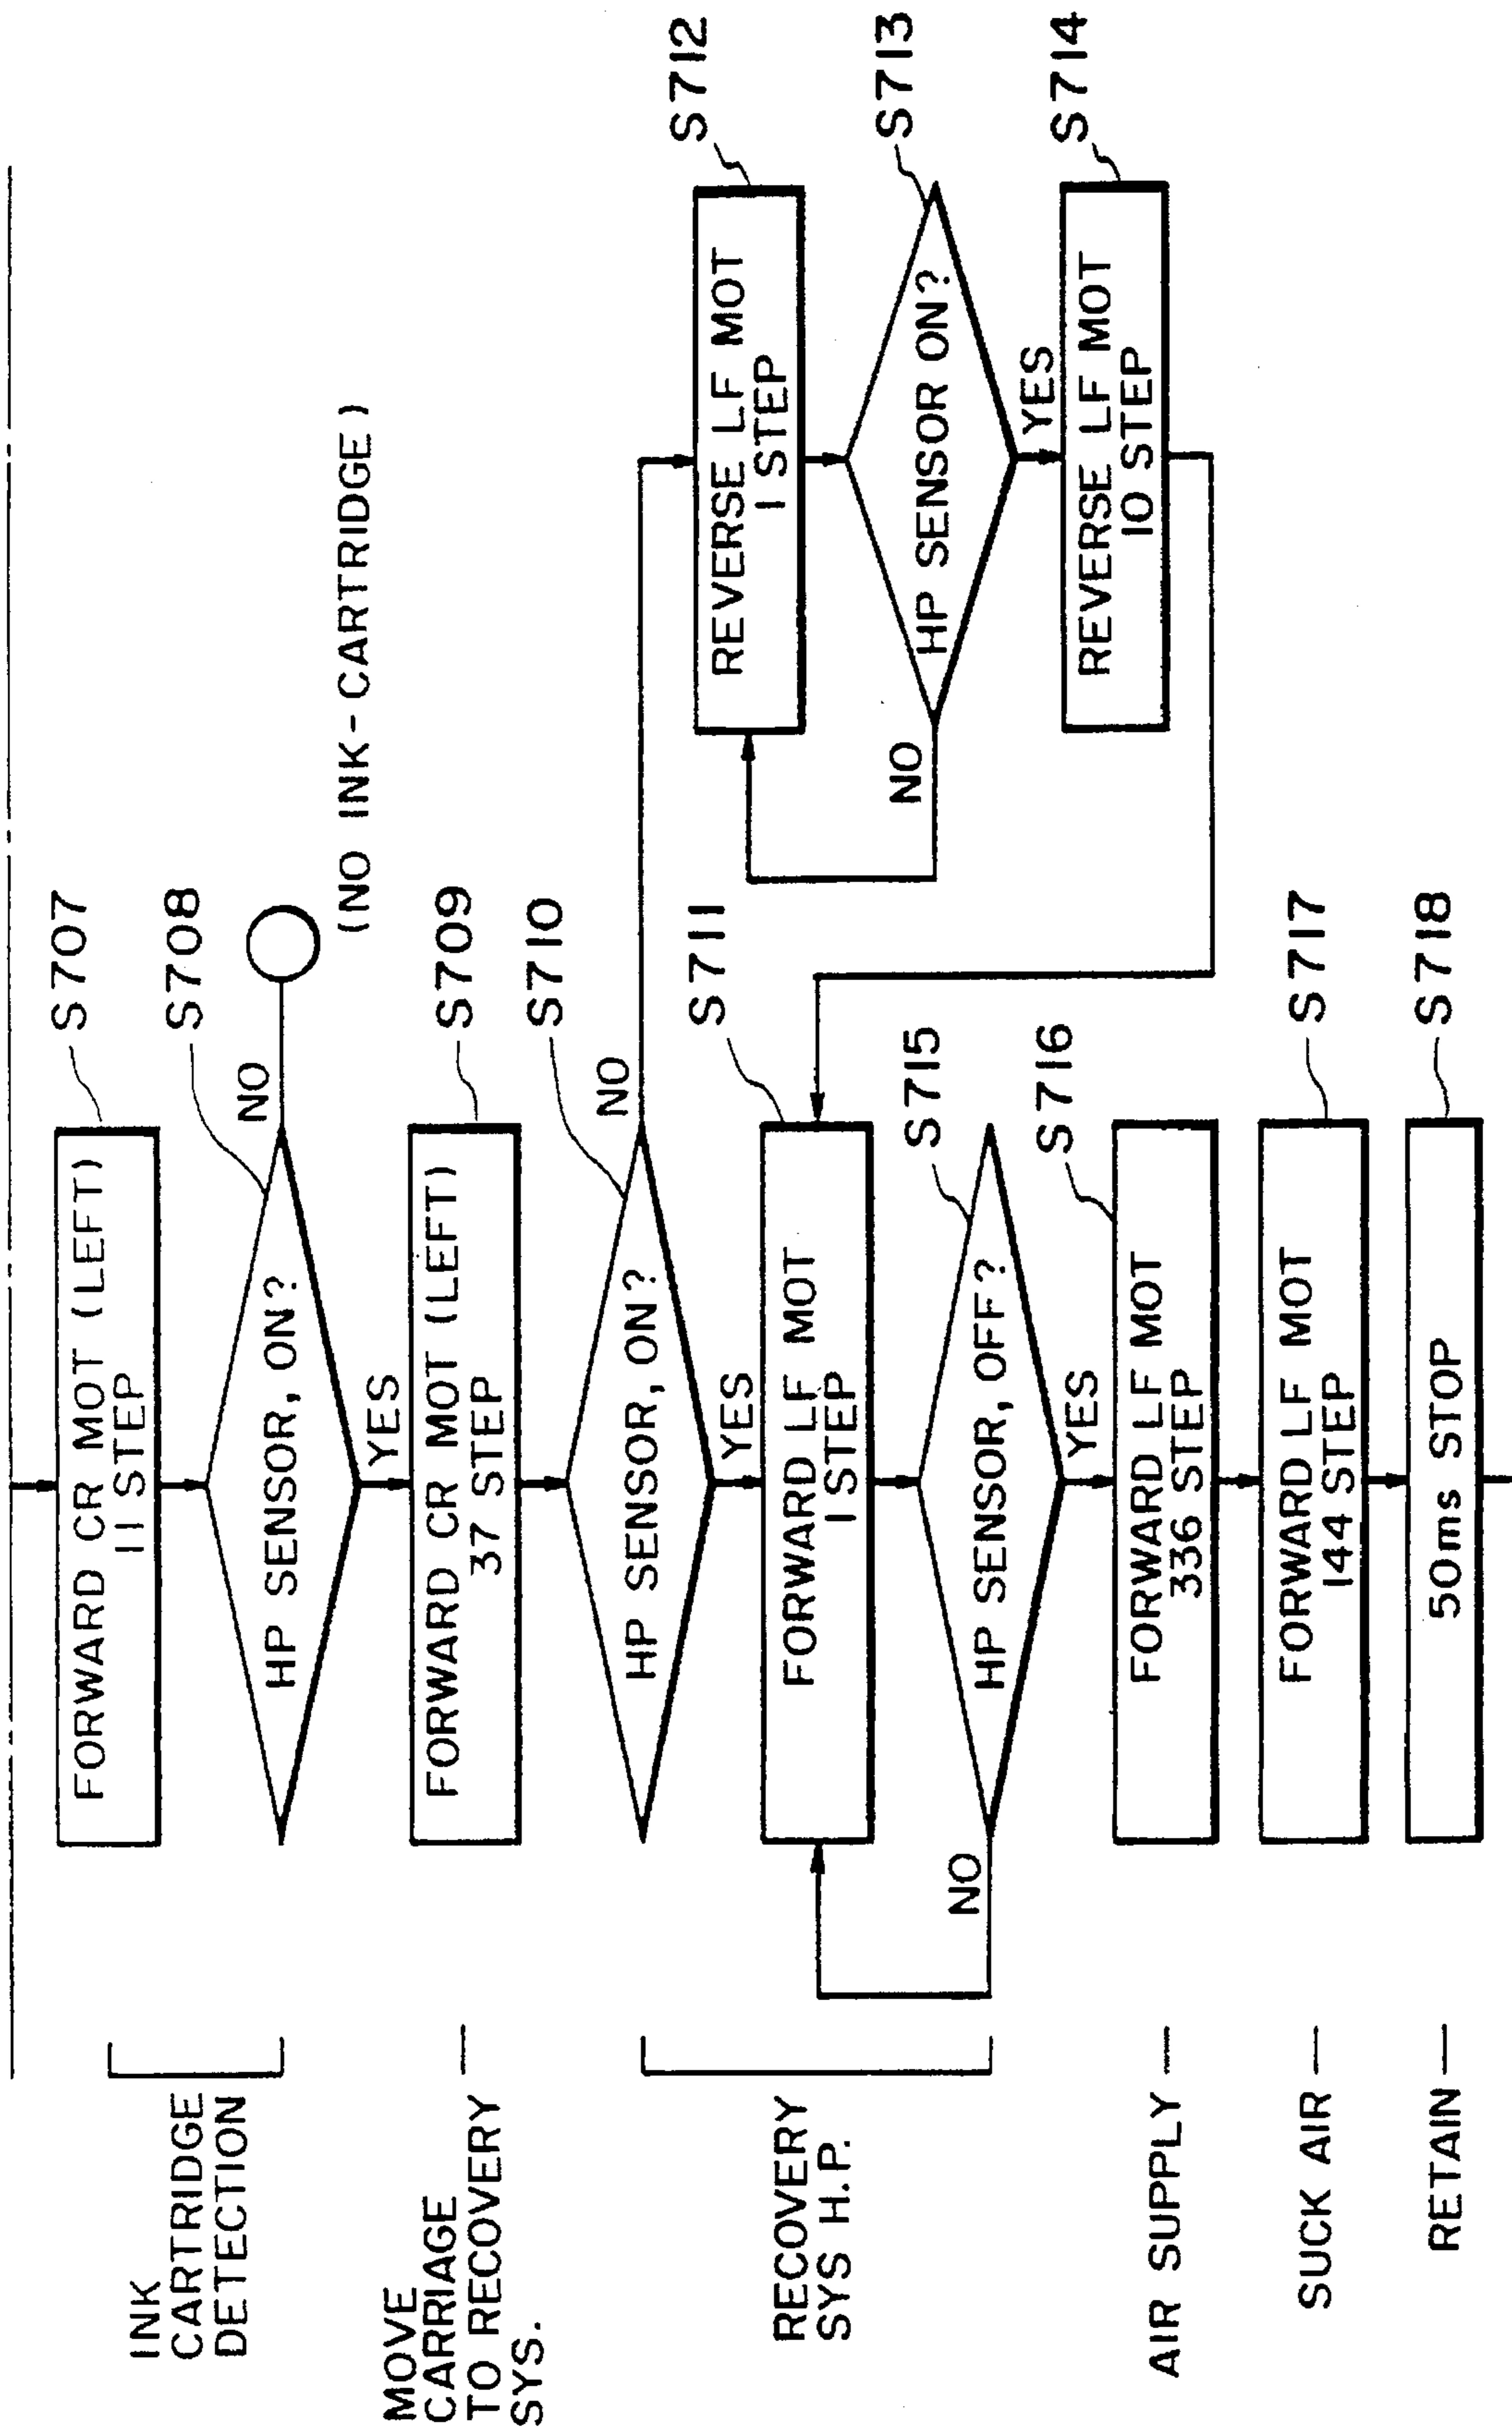 INK
CARTRIDGE
DETECTION
FORWARD CR MOT (LEFT)
11 STEP
S707
HP SENSOR, ON?
S708
NO
(NO INK-CARTRIDGE)
YES
MOVE
CARRIAGE
TO RECOVERY
SYS.
FORWARD CR MOT (LEFT)
37 STEP
S709
HP SENSOR, ON?
S710
NO
YES
RECOVERY
SYS H.P.
FORWARD LF MOT
1 STEP
S711
REVERSE LF MOT
1 STEP
S712
HP SENSOR ON?
S713
NO
YES
REVERSE LF MOT
10 STEP
S714
HP SENSOR, OFF?
S715
NO
YES
AIR SUPPLY
FORWARD LF MOT
336 STEP
S716
SUCK AIR
FORWARD LF MOT
144 STEP
S717
RETAIN
50ms STOP
S718